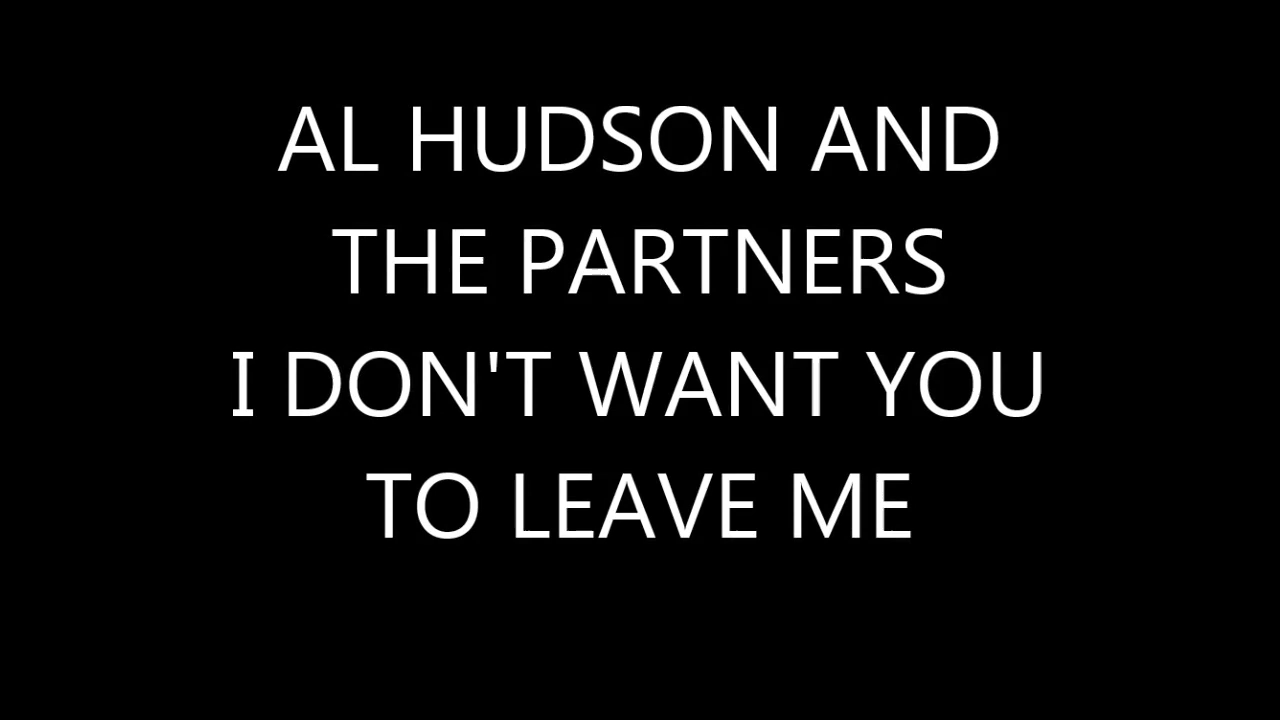 AL HUDSON AND
THE PARTNERS
I DON'T WANT YOU
TO LEAVE ME